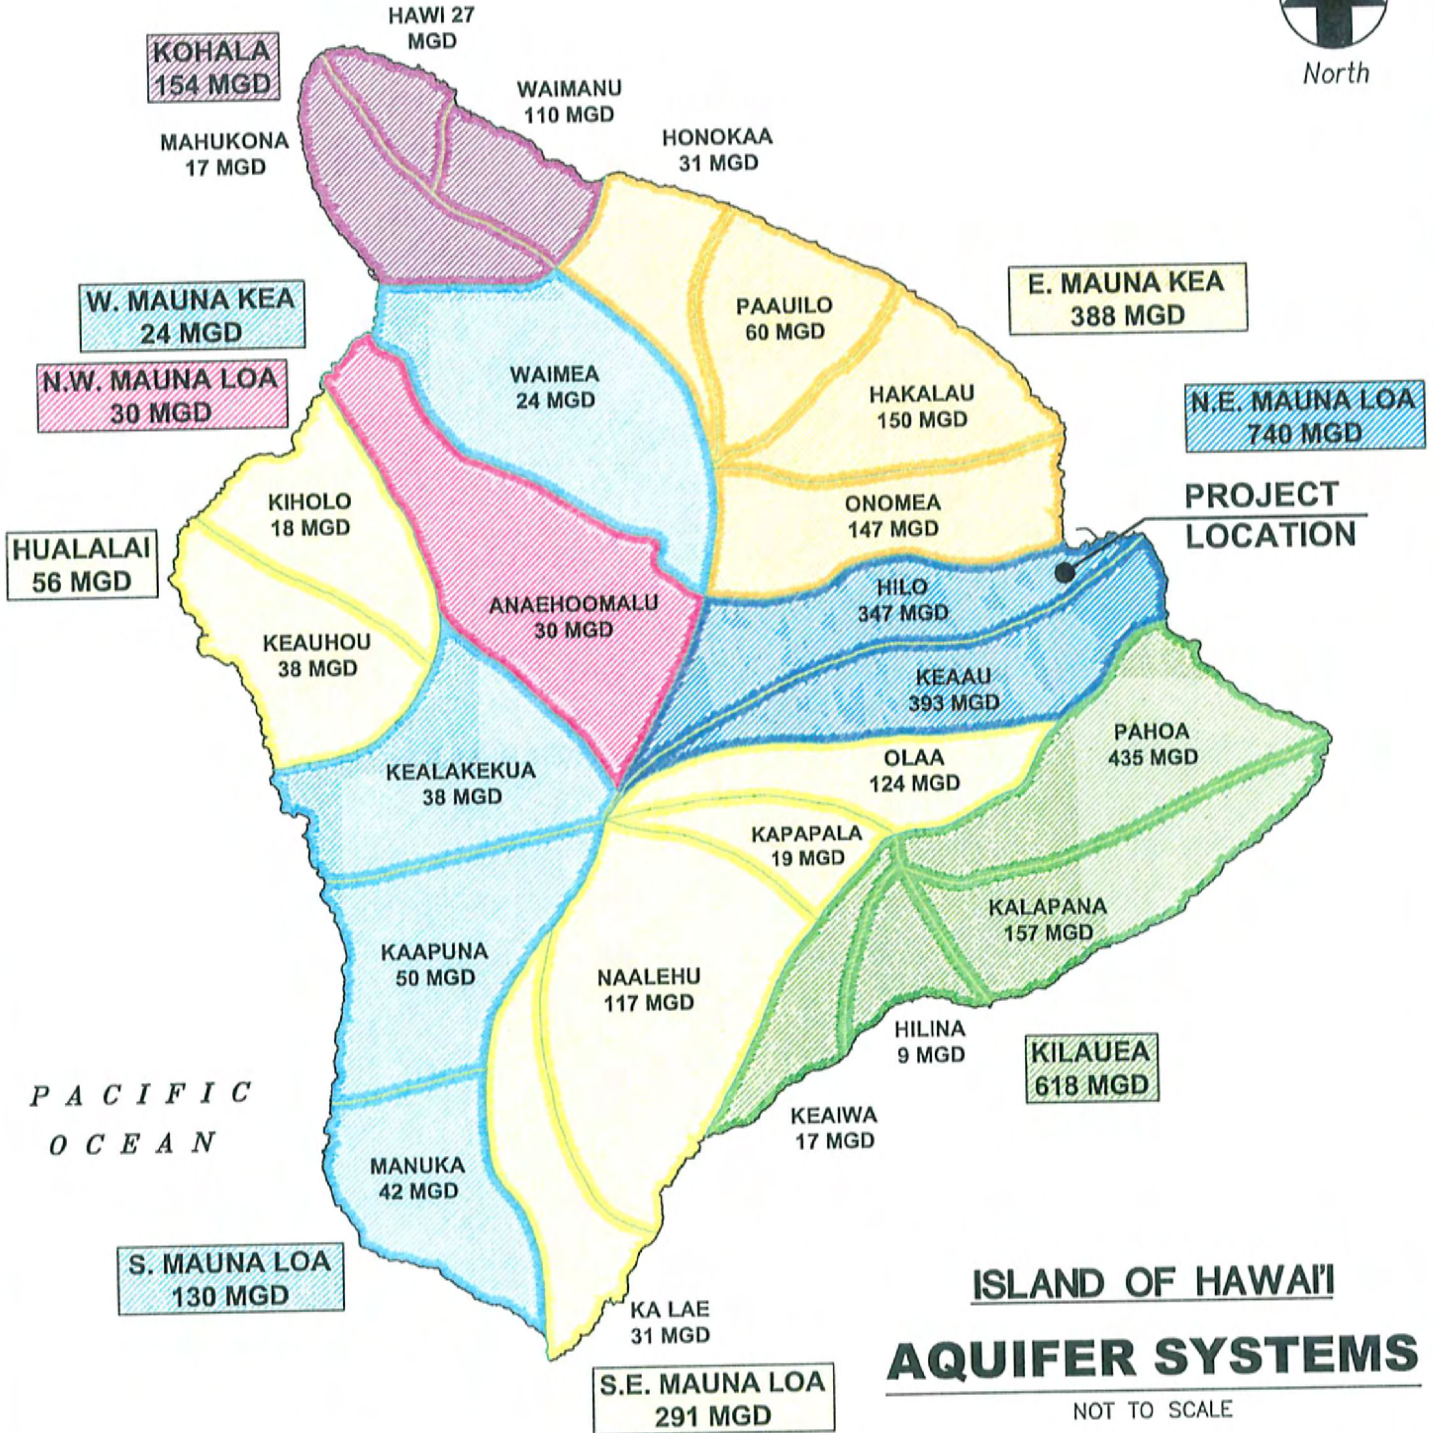 HAWI 27
MGD
KOHALA
154 MGD
North
WAIMANU
110 MGD
MAHUKONA
17 MGD
HONOKAA
31 MGD
W. MAUNA KEA
24 MGD
E. MAUNA KEA
388 MGD
PAAUILO
60 MGD
N.W. MAUNA LOA
30 MGD
WAIMEA
24 MGD
HAKALAU
150 MGD
N.E. MAUNA LOA
740 MGD
KIHOLO
18 MGD
ONOMEA
147 MGD
PROJECT
LOCATION
HUALALAI
56 MGD
HILO
347 MGD
ANAEHOOMALU
30 MGD
KEAUHOU
38 MGD
KEAAU
393 MGD
PAHOA
435 MGD
KEALAKEKUA
38 MGD
OLAA
124 MGD
KAPAPALA
19 MGD
KALAPANA
157 MGD
KAAPUNA
50 MGD
NAALEHU
117 MGD
HILINA
9 MGD
KILAUEA
618 MGD
PACIFIC
OCEAN
KEAIWA
17 MGD
MANUKA
42 MGD
S. MAUNA LOA
130 MGD
KA LAE
31 MGD
S.E. MAUNA LOA
291 MGD
ISLAND OF HAWAI'I
AQUIFER SYSTEMS
NOT TO SCALE